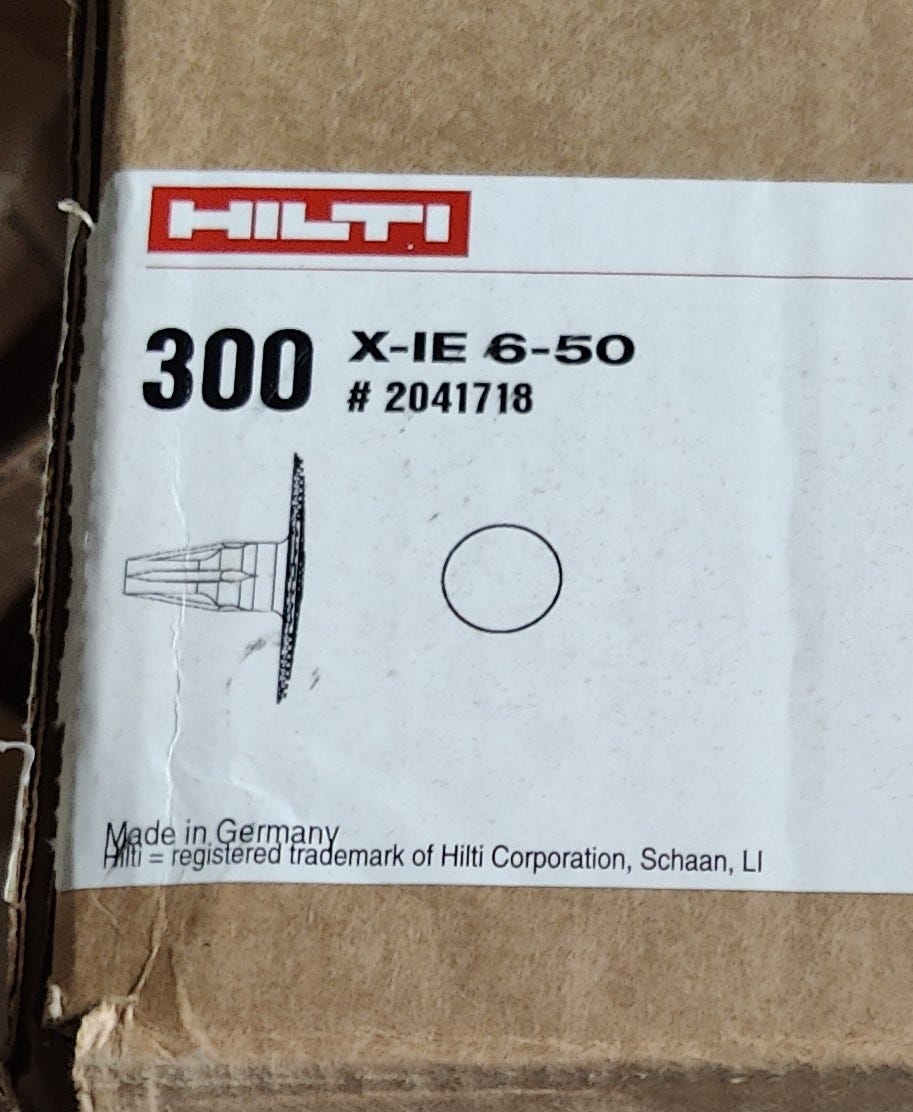 HILTI
300 X-IE 6-50
# 2041718
Made in Germany
Hilti = registered trademark of Hilti Corporation, Schaan, LI